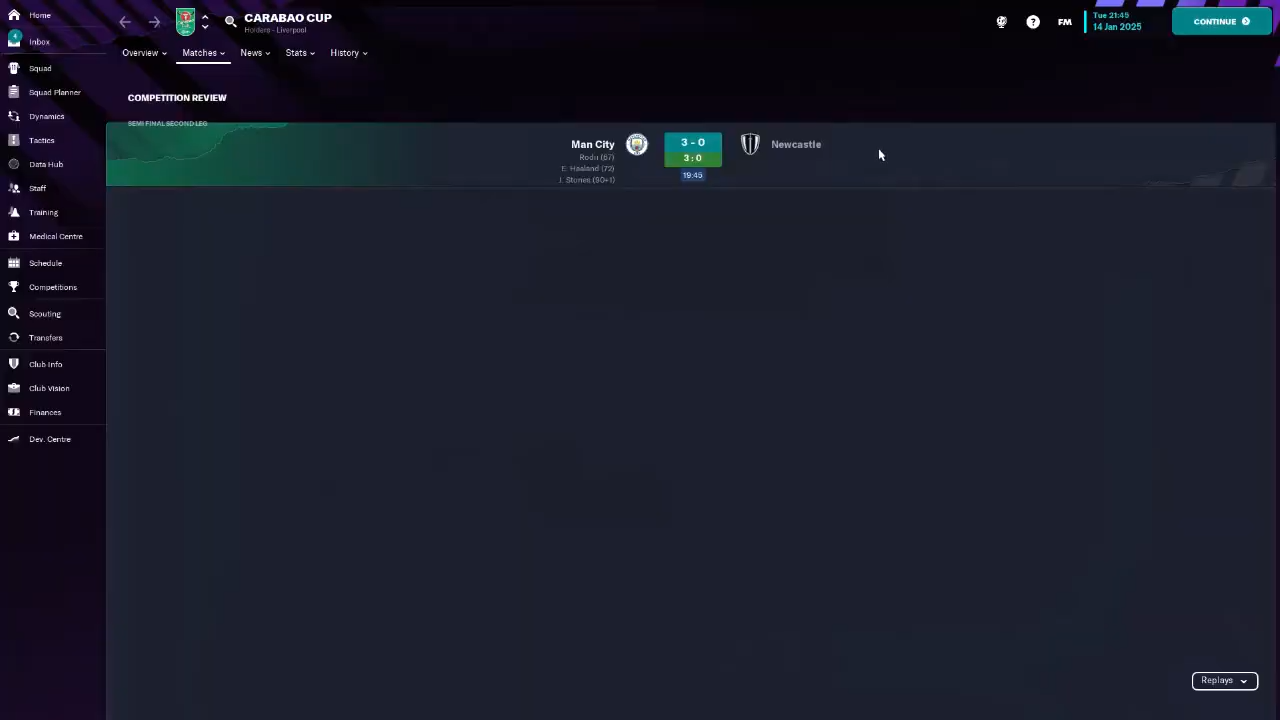 Home
CARABAO CUP
Holders - Liverpool
FM
Tue 21:45
14 Jan 2025
CONTINUE
4
Inbox
Overview
Matches
News
Stats
History
Squad
Squad Planner
Dynamics
Tactics
Data Hub
Staff
Training
Medical Centre
Schedule
Competitions
Scouting
Transfers
Club Info
Club Vision
Finances
Dev. Centre
COMPETITION REVIEW
SEMI FINAL SECOND LEG
Man City
3 - 0
Newcastle
Rodri (67)
3 : 0
E. Haaland (72)
J. Stones (90+1)
19:45
Replays